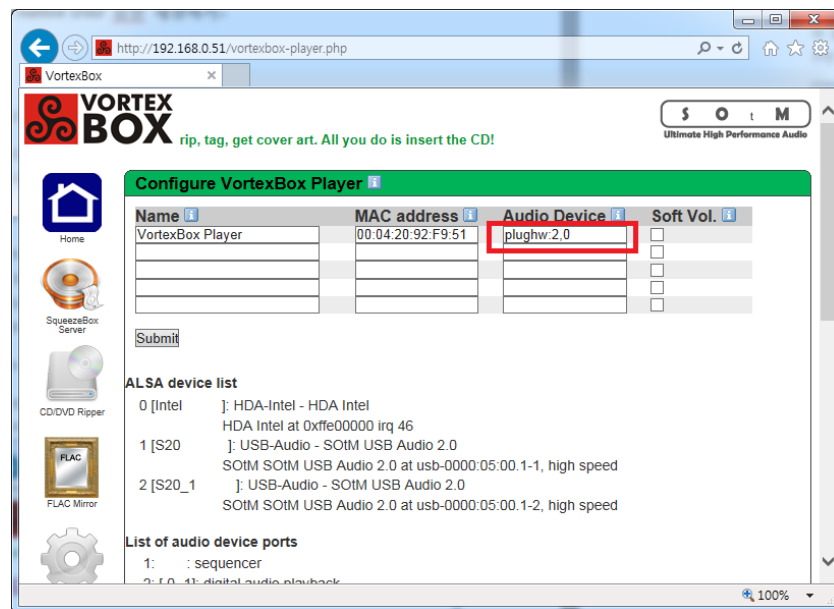 http://192.168.0.51/vortexbox-player.php
VortexBox
VORTEX
BOX
rip, tag, get cover art. All you do is insert the CD!
S O t M
Ultimate High Performance Audio
Configure VortexBox Player
Name MAC address Audio Device Soft Vol.
VortexBox Player 00:04:20:92:F9:51 plughw:2,0
Submit
Home
SqueezeBox
Server
CD/DVD Ripper
FLAC
FLAC Mirror
ALSA device list
0 [Intel ]: HDA-Intel - HDA Intel
HDA Intel at 0xffe00000 irq 46
1 [S20 ]: USB-Audio - SOtM USB Audio 2.0
SOtM SOtM USB Audio 2.0 at usb-0000:05:00.1-1, high speed
2 [S20_1 ]: USB-Audio - SOtM USB Audio 2.0
SOtM SOtM USB Audio 2.0 at usb-0000:05:00.1-2, high speed
List of audio device ports
1: : sequencer
2: [ 0- 1]: digital audio playback
100%